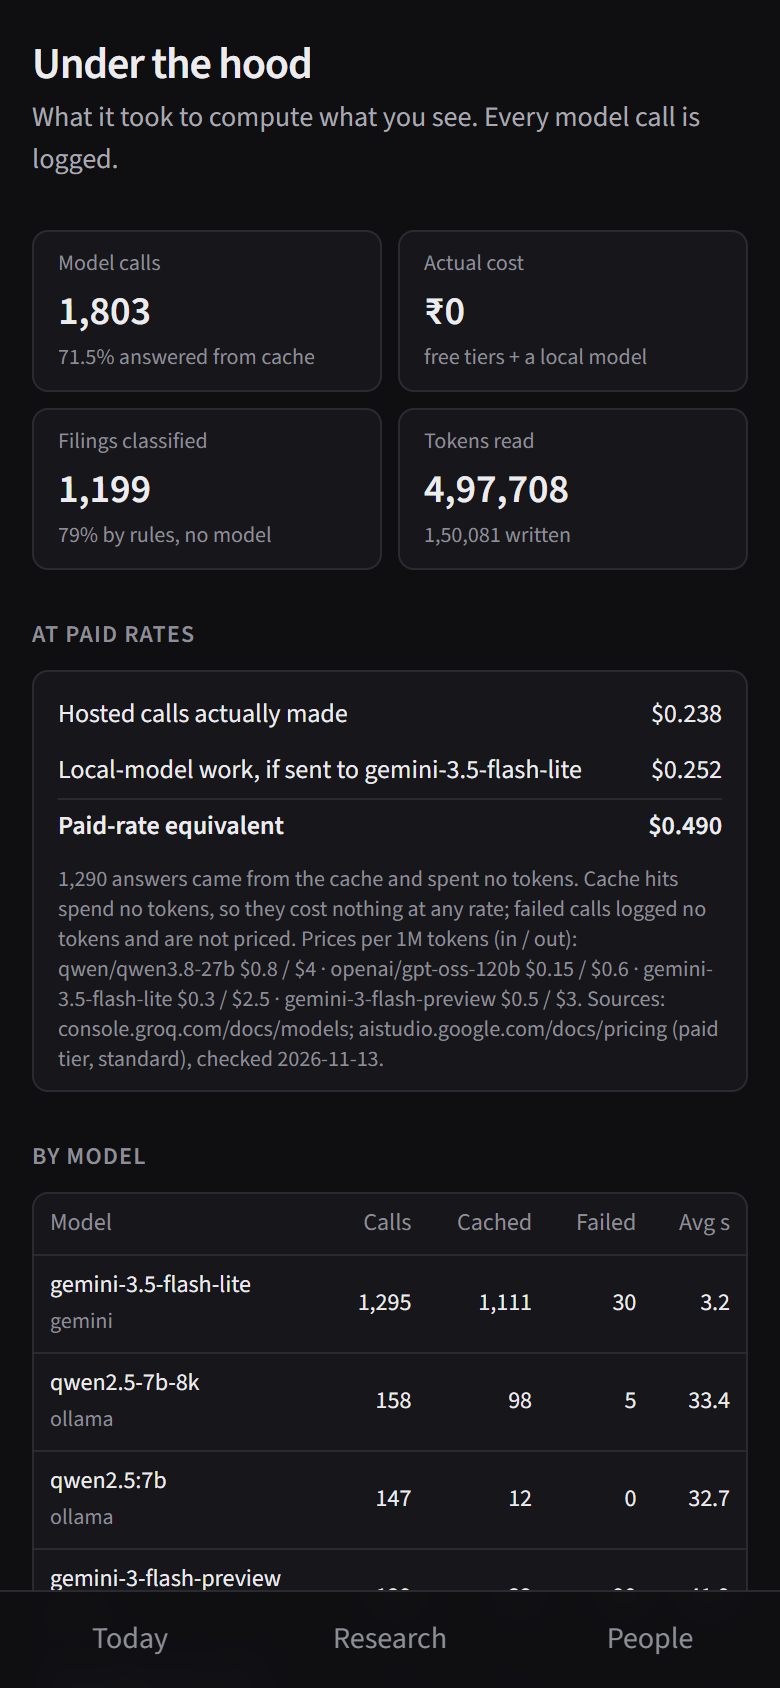 Under the hood
What it took to compute what you see. Every model call is
logged.
Model calls
1,803
71.5% answered from cache
Actual cost
₹0
free tiers + a local model
Filings classified
1,199
79% by rules, no model
Tokens read
4,97,708
1,50,081 written
AT PAID RATES
Hosted calls actually made $0.238
Local-model work, if sent to gemini-3.5-flash-lite $0.252
Paid-rate equivalent $0.490
1,290 answers came from the cache and spent no tokens. Cache hits
spend no tokens, so they cost nothing at any rate; failed calls logged no
tokens and are not priced. Prices per 1M tokens (in / out):
qwen/qwen3.8-27b $0.8 / $4 · openai/gpt-oss-120b $0.15 / $0.6 · gemini-
3.5-flash-lite $0.3 / $2.5 · gemini-3-flash-preview $0.5 / $3. Sources:
console.groq.com/docs/models; aistudio.google.com/docs/pricing (paid
tier, standard), checked 2026-11-13.
BY MODEL
Model Calls Cached Failed Avg s
gemini-3.5-flash-lite
gemini
1,295 1,111 30 3.2
qwen2.5-7b-8k
ollama
158 98 5 33.4
qwen2.5:7b
ollama
147 12 0 32.7
gemini-3-flash-preview
Today Research People